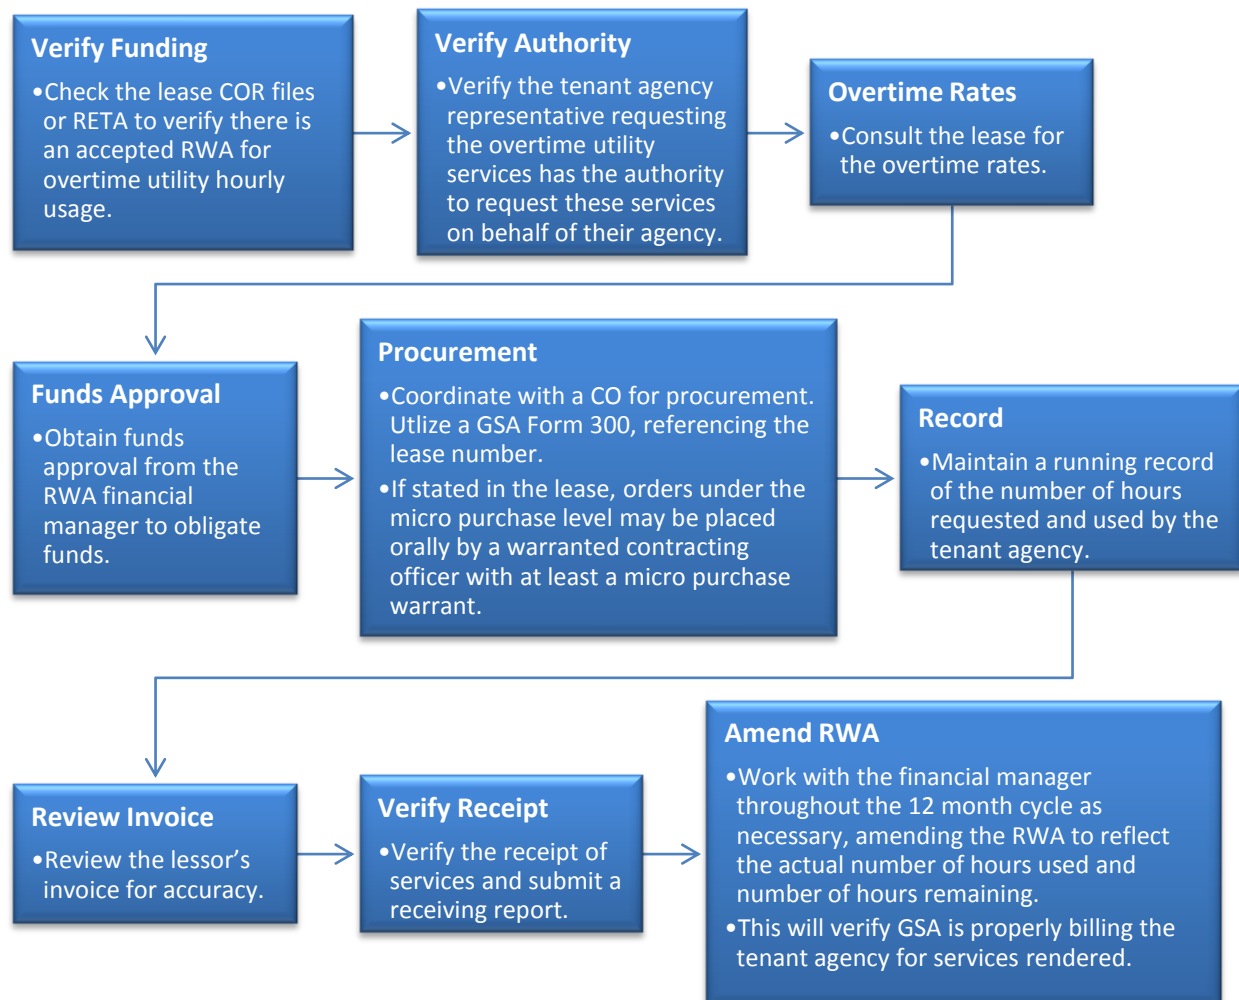 Verify Funding
•Check the lease COR files
or RETA to verify there is
an accepted RWA for
overtime utility hourly
usage.
Verify Authority
•Verify the tenant agency
representative requesting
the overtime utility
services has the authority
to request these services
on behalf of their agency.
Overtime Rates
•Consult the lease for
the overtime rates.
Funds Approval
•Obtain funds
approval from the
RWA financial
manager to obligate
funds.
Procurement
•Coordinate with a CO for procurement.
Utlize a GSA Form 300, referencing the
lease number.
•If stated in the lease, orders under the
micro purchase level may be placed
orally by a warranted contracting
officer with at least a micro purchase
warrant.
Record
•Maintain a running record
of the number of hours
requested and used by the
tenant agency.
Review Invoice
•Review the lessor’s
invoice for accuracy.
Verify Receipt
•Verify the receipt of
services and submit a
receiving report.
Amend RWA
•Work with the financial manager
throughout the 12 month cycle as
necessary, amending the RWA to reflect
the actual number of hours used and
number of hours remaining.
•This will verify GSA is properly billing the
tenant agency for services rendered.